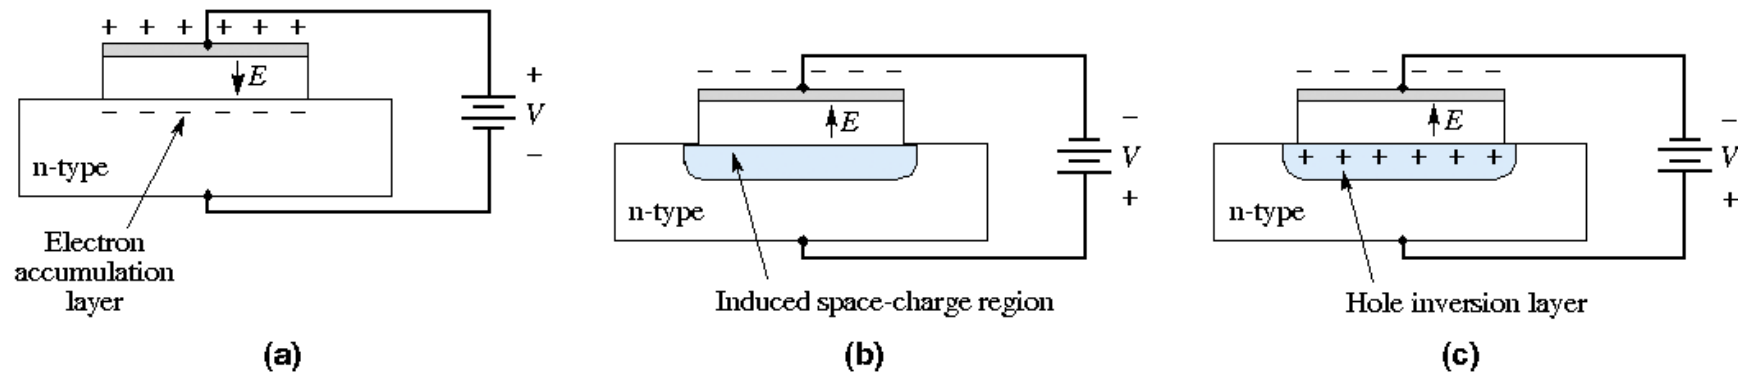 + + + + + +
E
+
V
−
− − − − − −
n-type
Electron
accumulation
layer
(a)
− − − − − −
E
−
V
+
n-type
Induced space-charge region
(b)
− − − − − −
E
−
V
+
+ + + + + +
n-type
Hole inversion layer
(c)